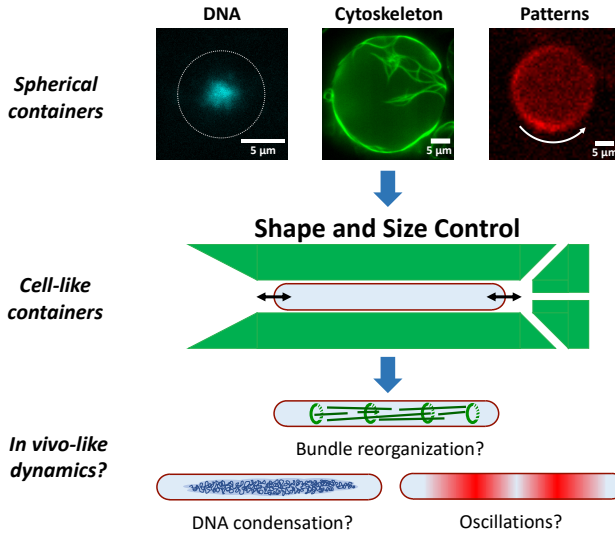 DNA
Cytoskeleton
Patterns
Spherical
containers
5 µm
5 µm
5 µm
Shape and Size Control
Cell-like
containers
In vivo-like
dynamics?
Bundle reorganization?
DNA condensation?
Oscillations?